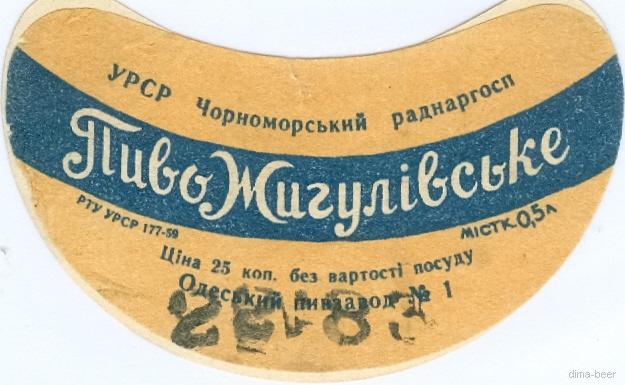 УРСР Чорноморський раднаргосп
Пиво Жигулівське
РТУ УРСР 177-59
МІСТК. 0,5 л
Ціна 25 коп. без вартості посуду
Одеський пивзавод № 1
dima-beer